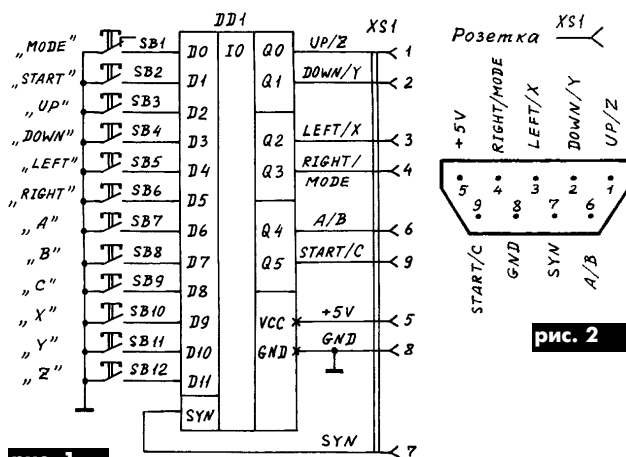 DD1
XS1
„MODE" SB1 D0 IO Q0 UP/Z 1
„START" SB2 D1 Q1 DOWN/Y 2
„UP" SB3 D2
„DOWN" SB4 D3 Q2 LEFT/X 3
„LEFT" SB5 D4 Q3 RIGHT/MODE 4
„RIGHT" SB6 D5
„A" SB7 D6 Q4 A/B 6
„B" SB8 D7 Q5 START/C 9
„C" SB9 D8
„X" SB10 D9 VCC +5V 5
„Y" SB11 D10 GND GND 8
„Z" SB12 D11
SYN
SYN 7
Розетка XS1
+5V RIGHT/MODE LEFT/X DOWN/Y UP/Z
5 4 3 2 1
9 8 7 6
START/C GND SYN A/B
рис. 2